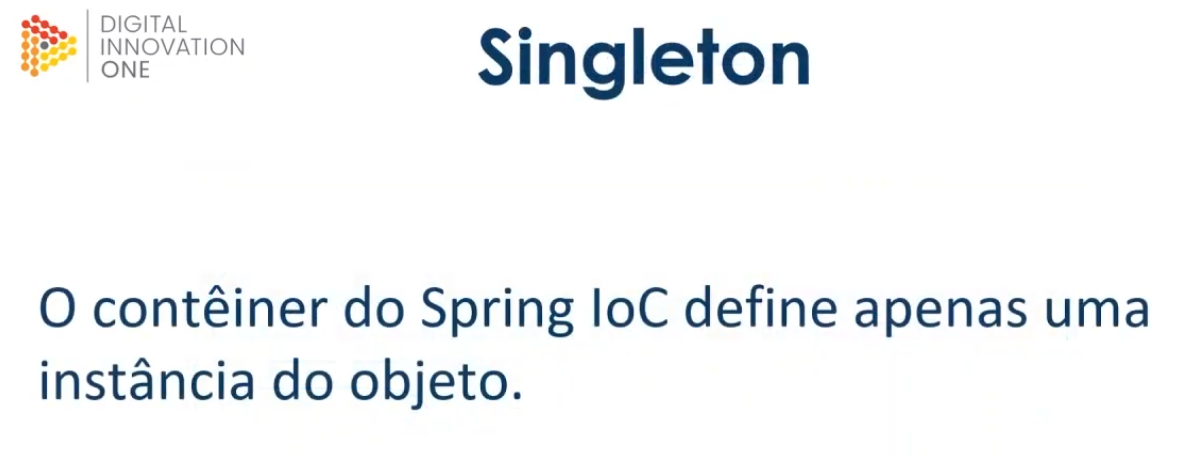 DIGITAL
INNOVATION
ONE
Singleton
O contêiner do Spring IoC define apenas uma
instância do objeto.